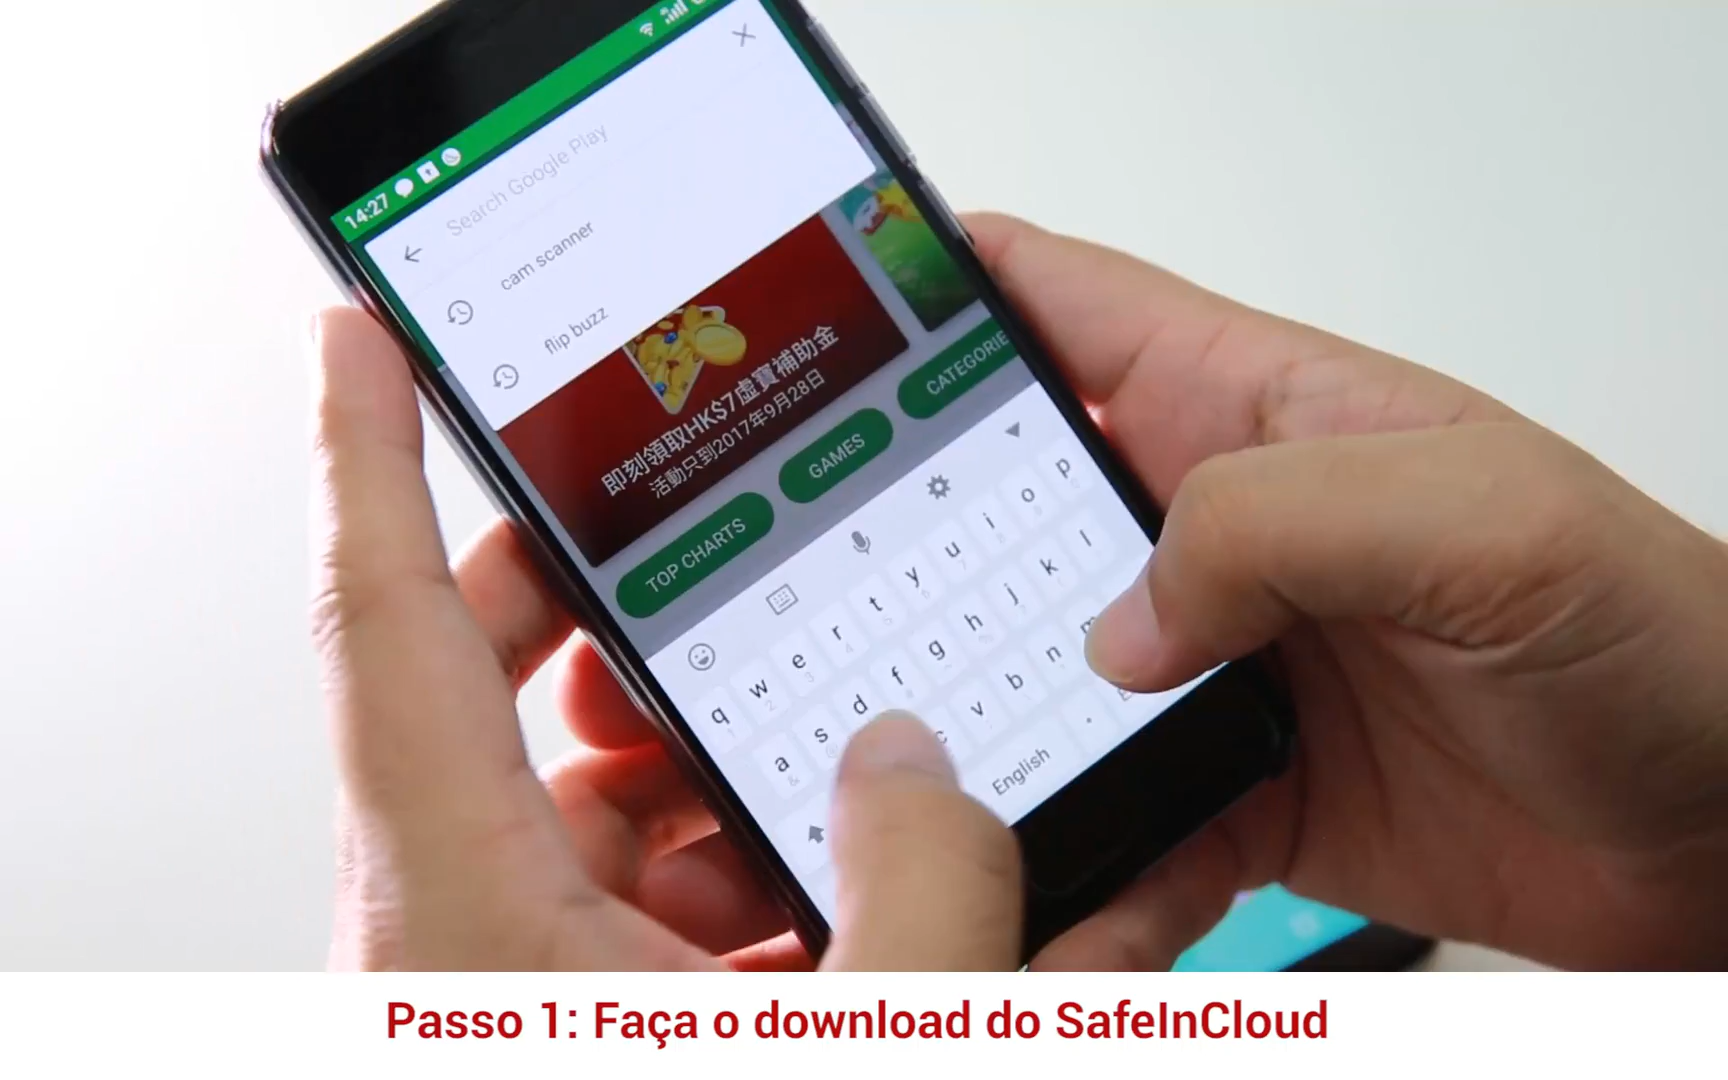 14:27
Search Google Play
cam scanner
flip buzz
即刻領取HK$7虛寶補助金
活動只到2017年9月28日
TOP CHARTS
GAMES
CATEGORIE
q w e r t y u i o p
a s d f g h j k l
c v b n m
English
Passo 1: Faça o download do SafeInCloud